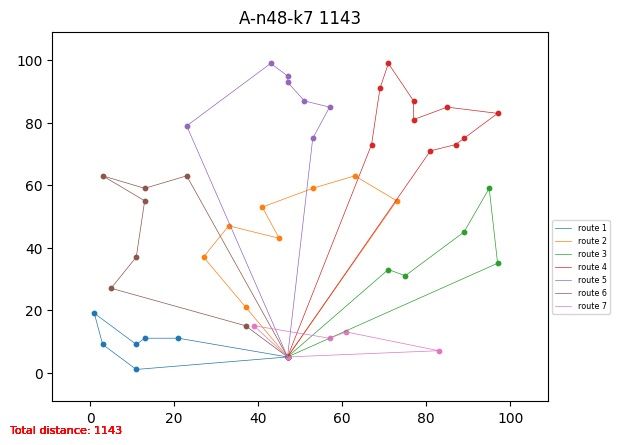 A-n48-k7 1143
100
80
60
40
20
0
0 20 40 60 80 100
route 1
route 2
route 3
route 4
route 5
route 6
route 7
Total distance: 1143